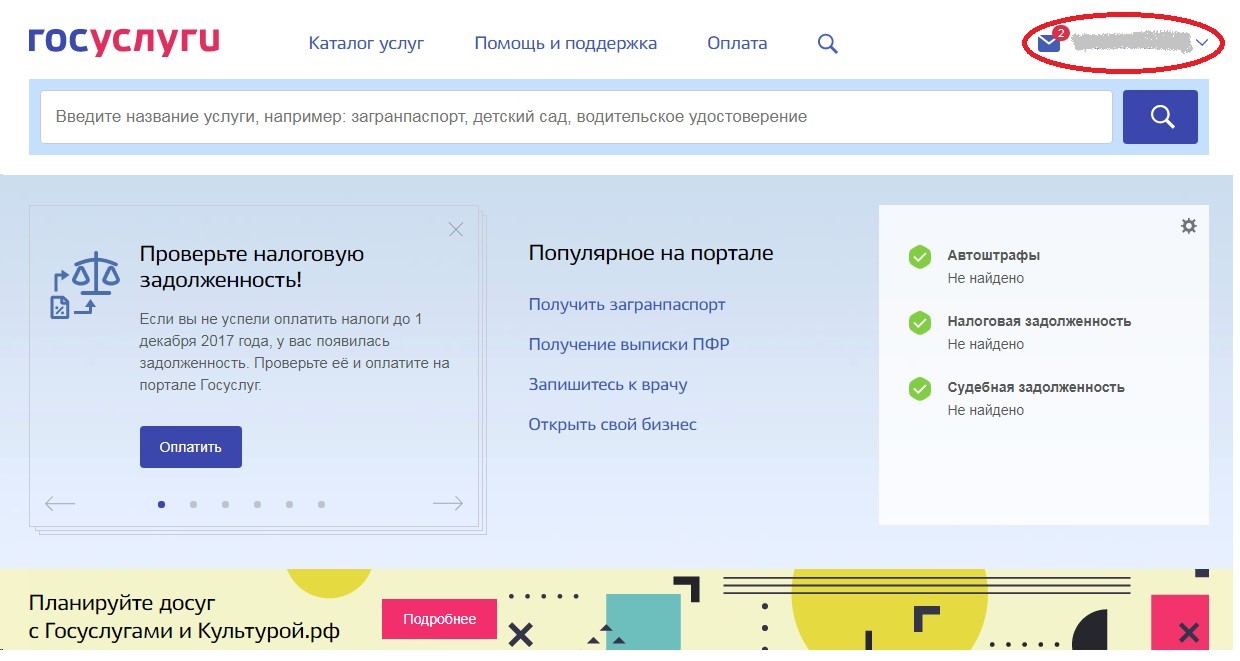 госуслуги
Каталог услуг
Помощь и поддержка
Оплата
2
Введите название услуги, например: загранпаспорт, детский сад, водительское удостоверение
Проверьте налоговую
задолженность!
Если вы не успели оплатить налоги до 1
декабря 2017 года, у вас появилась
задолженность. Проверьте её и оплатите на
портале Госуслуг.
Оплатить
Популярное на портале
Получить загранпаспорт
Получение выписки ПФР
Запишитесь к врачу
Открыть свой бизнес
Автоштрафы
Не найдено
Налоговая задолженность
Не найдено
Судебная задолженность
Не найдено
Планируйте досуг
с Госуслугами и Культурой.рф
Подробнее